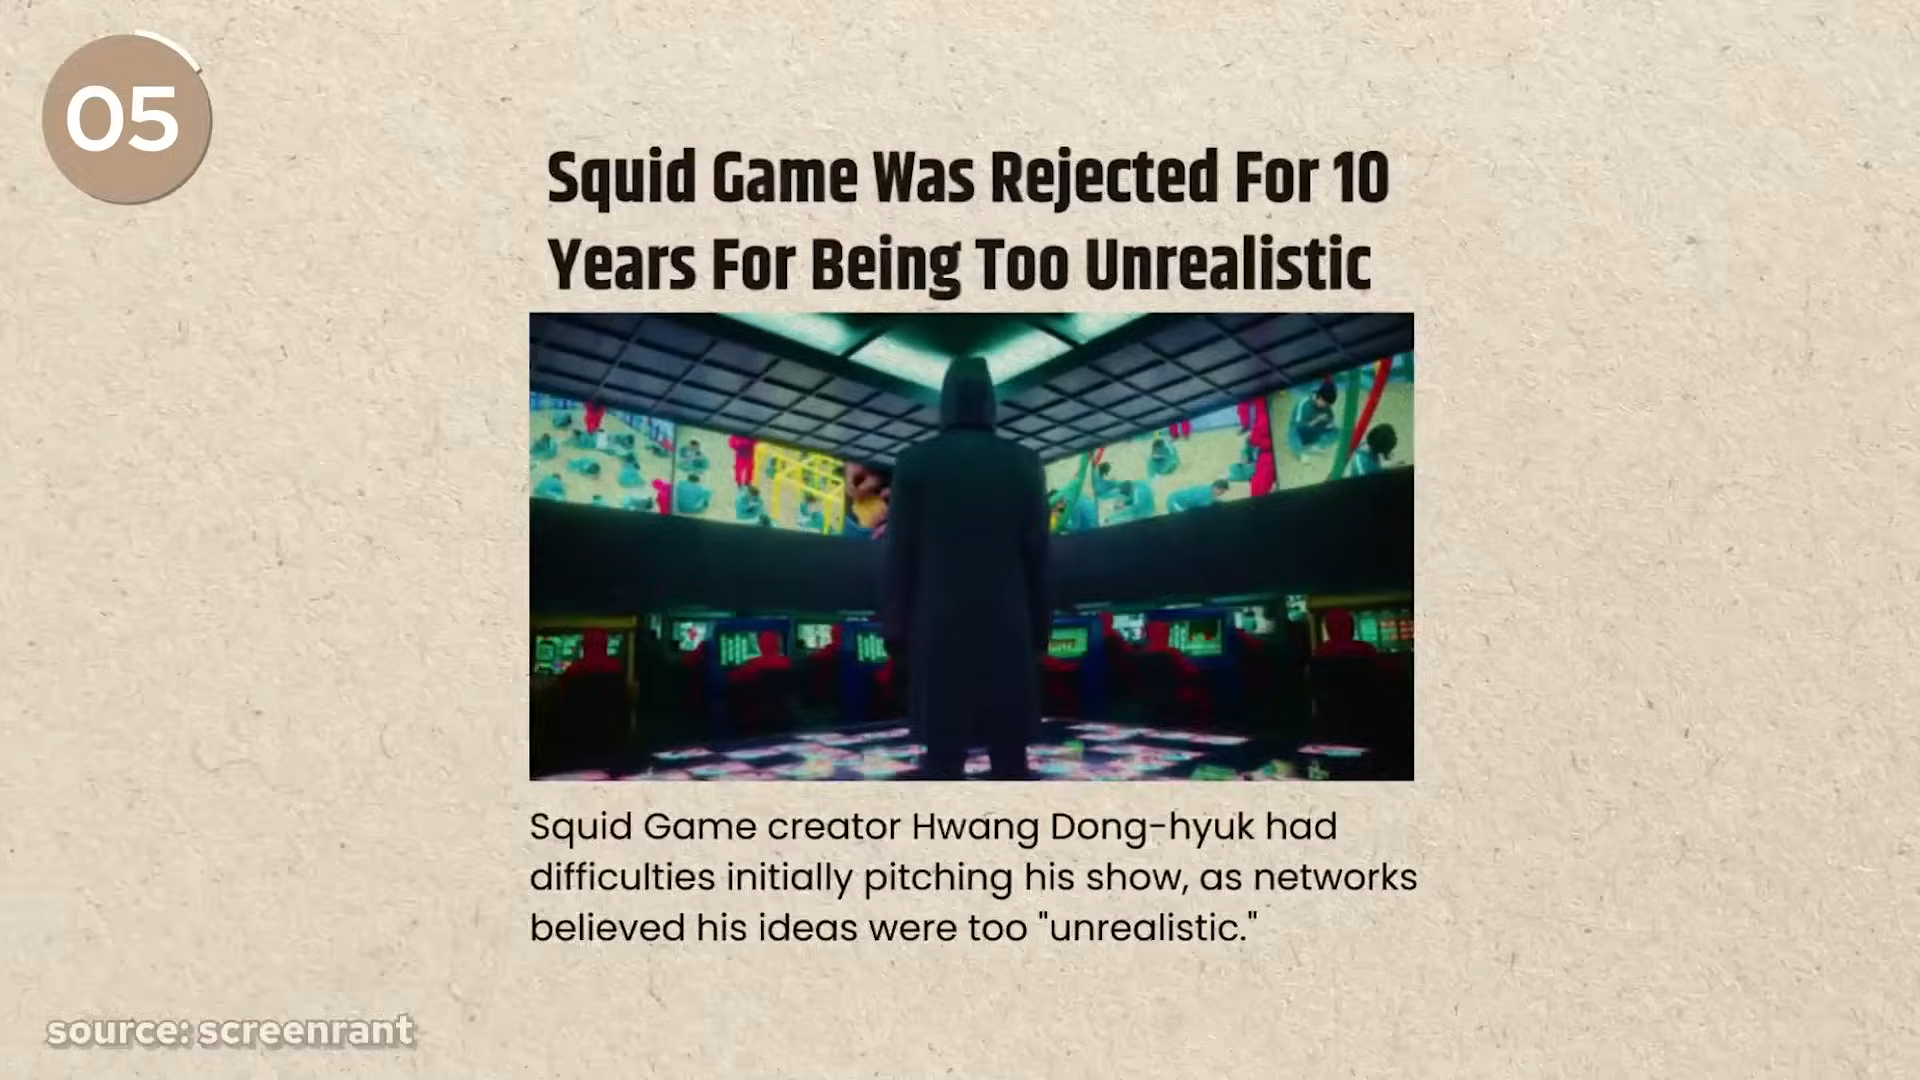 05
Squid Game Was Rejected For 10
Years For Being Too Unrealistic
Squid Game creator Hwang Dong-hyuk had
difficulties initially pitching his show, as networks
believed his ideas were too "unrealistic."
source: screenrant